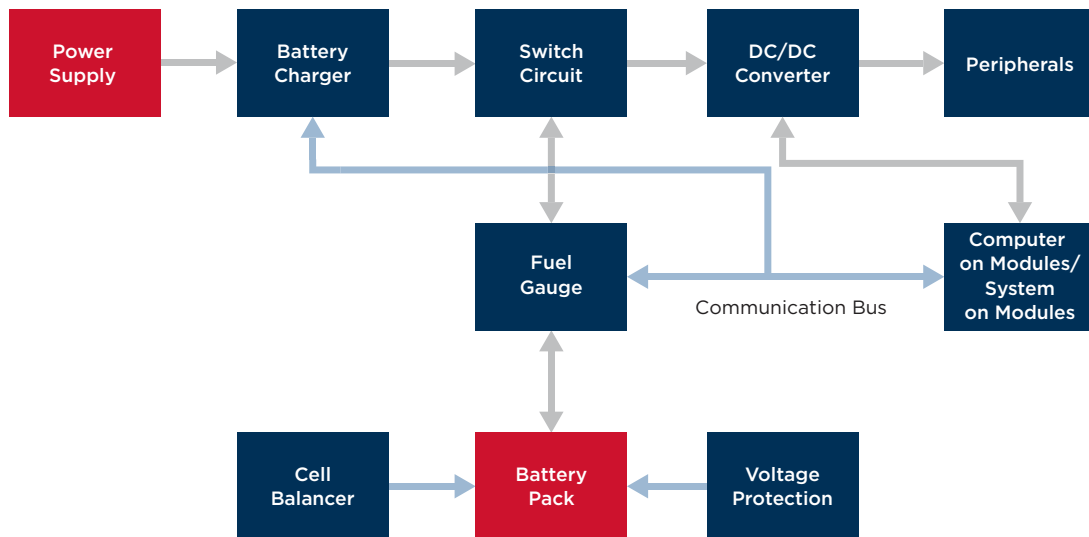 Power
Supply
Battery
Charger
Switch
Circuit
DC/DC
Converter
Peripherals
Fuel
Gauge
Communication Bus
Computer
on Modules/
System
on Modules
Cell
Balancer
Battery
Pack
Voltage
Protection